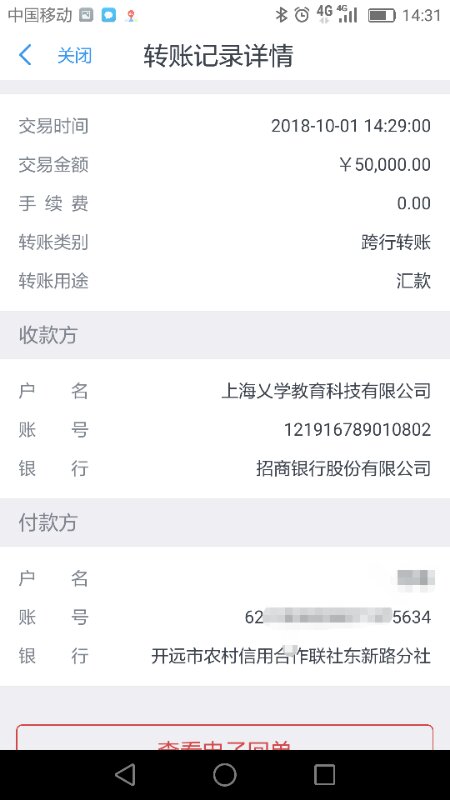 中国移动 4G 4G 14:31
关闭 转账记录详情
交易时间 2018-10-01 14:29:00
交易金额 ￥50,000.00
手续费 0.00
转账类别 跨行转账
转账用途 汇款
收款方
户名 上海乂学教育科技有限公司
账号 121916789010802
银行 招商银行股份有限公司
付款方
户名
账号 62 5634
银行 开远市农村信用合作联社东新路分社
查看电子回单